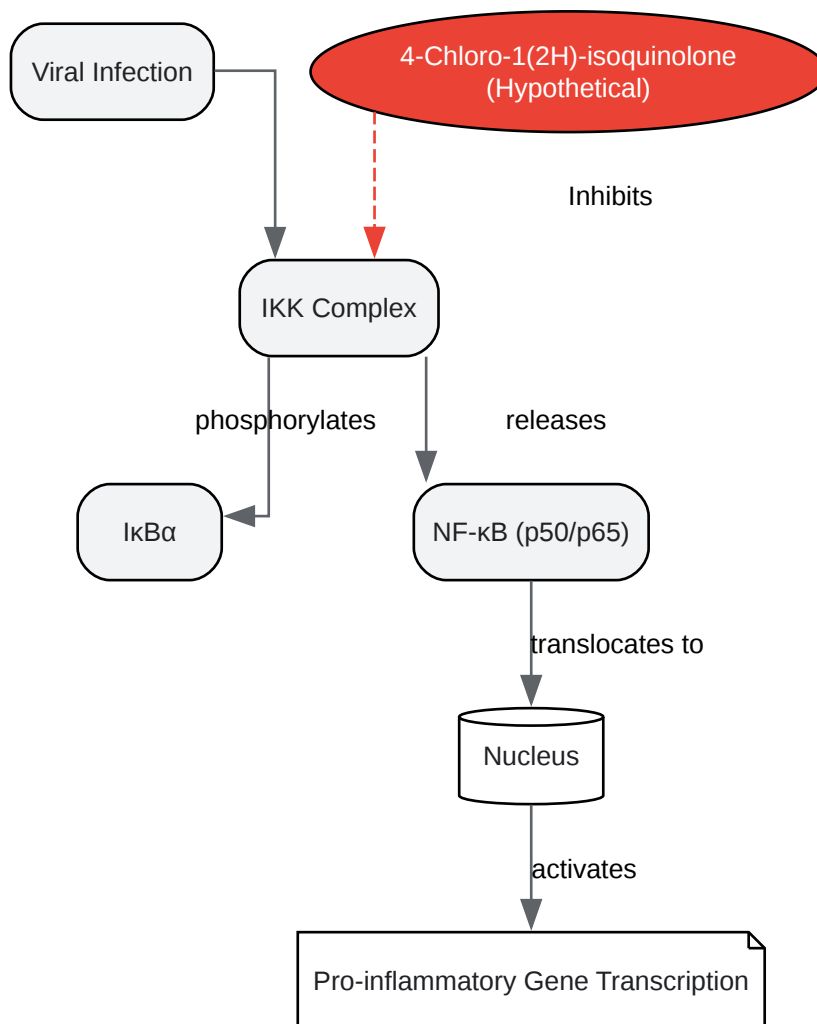 Viral Infection
4-Chloro-1(2H)-isoquinolone
(Hypothetical)
Inhibits
IKK Complex
phosphorylates
releases
IκBα
NF-κB (p50/p65)
translocates to
Nucleus
activates
Pro-inflammatory Gene Transcription